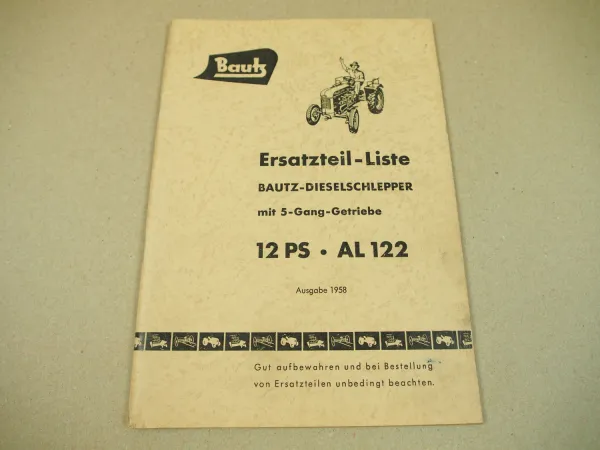 Bautz
Ersatzteil-Liste
BAUTZ-DIESELSCHLEPPER
mit 5-Gang-Getriebe
12 PS • AL 122
Ausgabe 1958
Gut aufbewahren und bei Bestellung
von Ersatzteilen unbedingt beachten.